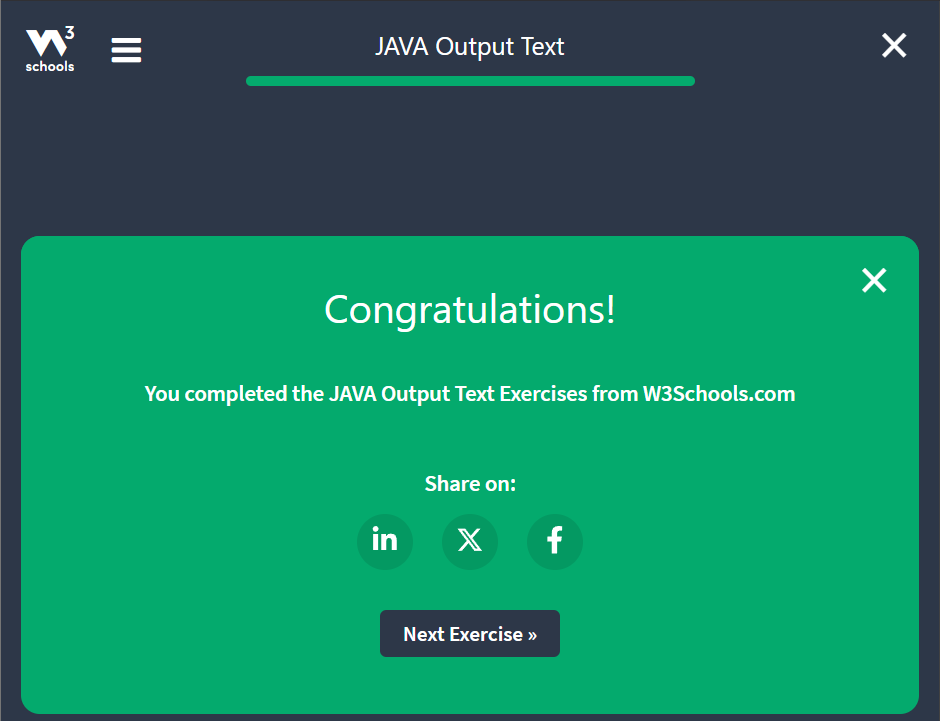 W3
schools
JAVA Output Text
Congratulations!
You completed the JAVA Output Text Exercises from W3Schools.com
Share on:
in
X
f
Next Exercise »